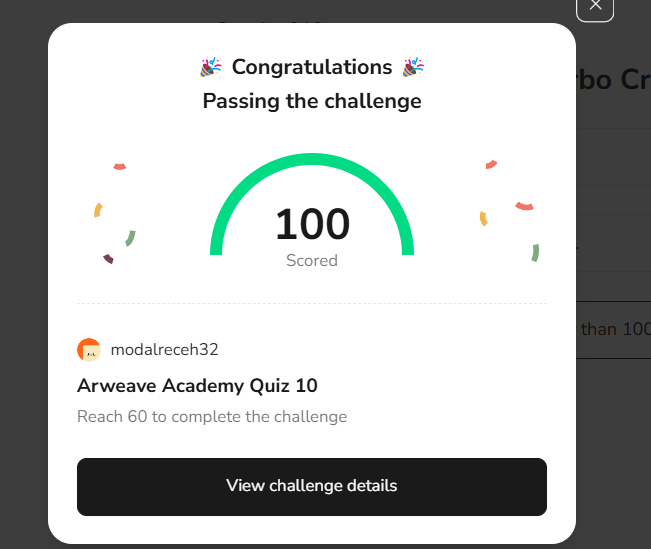 🎉 Congratulations 🎉
Passing the challenge
rbo Cr
100
Scored
than 100
modalreceh32
Arweave Academy Quiz 10
Reach 60 to complete the challenge
View challenge details